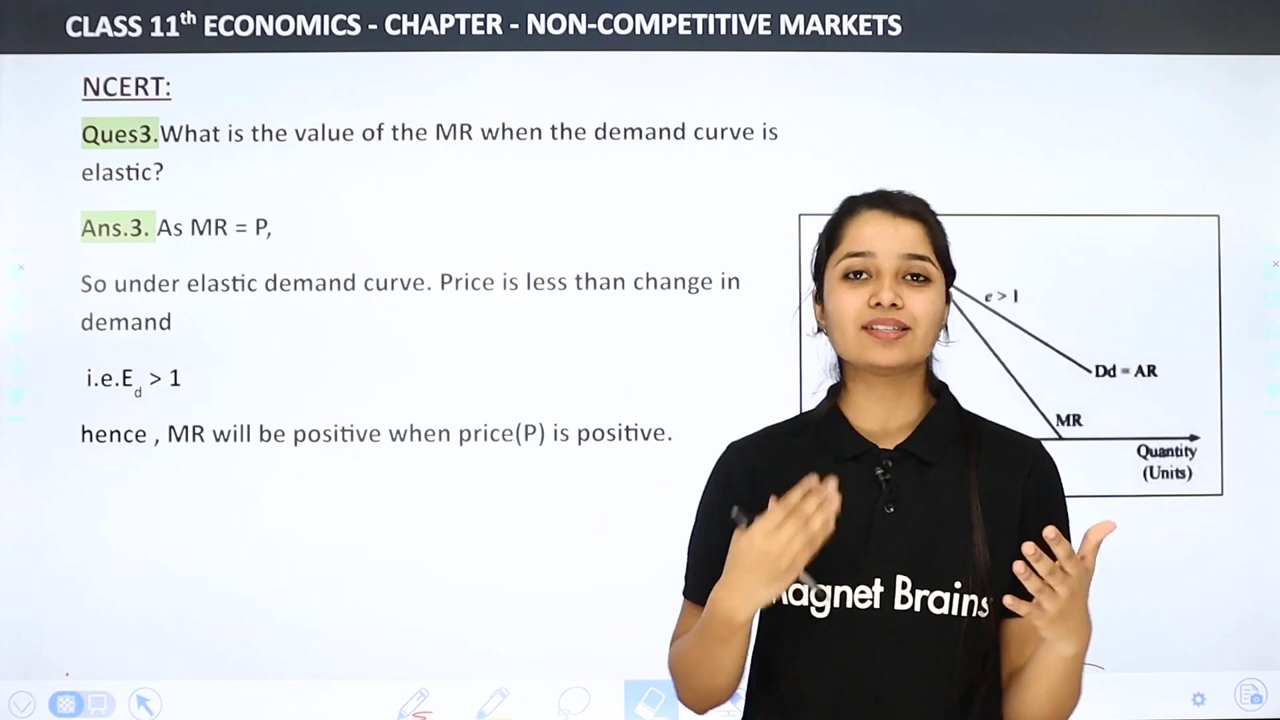 CLASS 11th ECONOMICS - CHAPTER - NON-COMPETITIVE MARKETS
NCERT:
Ques3.What is the value of the MR when the demand curve is
elastic?
Ans.3. As MR = P,
So under elastic demand curve. Price is less than change in
demand
i.e.Ed > 1
hence , MR will be positive when price(P) is positive.
e > 1
Dd = AR
MR
Quantity
(Units)
Magnet Brains